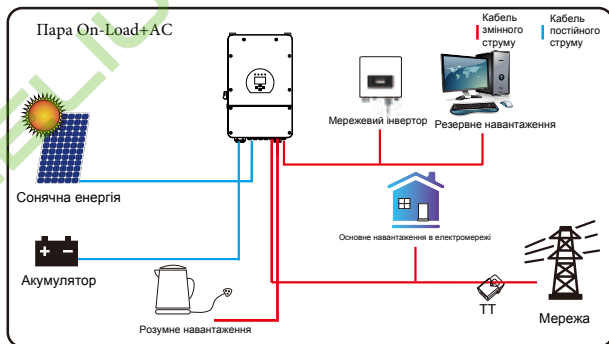 Пара On-Load+AC
Кабель
змінного
струму
Кабель
постійного
струму
Мережевий інвертор
Резервне навантаження
Сонячна енергія
Основне навантаження в електромережі
Акумулятор
Розумне навантаження
ТТ
Мережа